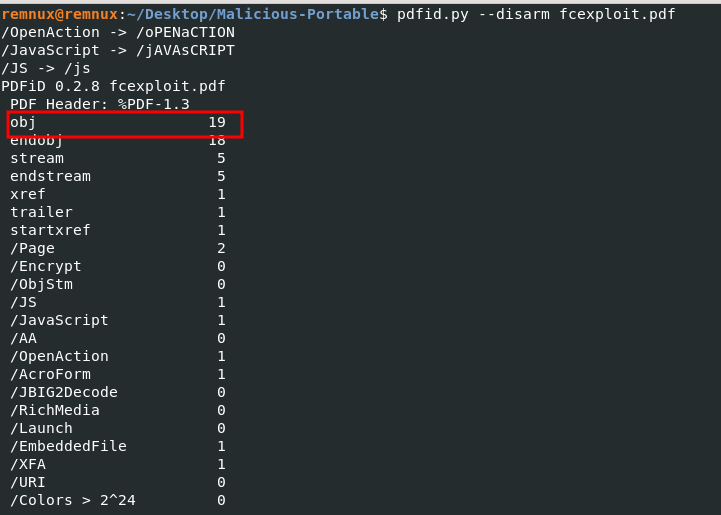 remnux@remnux:~/Desktop/Malicious-Portable$ pdfid.py --disarm fcexploit.pdf
/OpenAction -> /oPENaCTION
/JavaScript -> /jAVAsCRIPT
/JS -> /js
PDFiD 0.2.8 fcexploit.pdf
PDF Header: %PDF-1.3
obj 19
endobj 18
stream 5
endstream 5
xref 1
trailer 1
startxref 1
/Page 2
/Encrypt 0
/ObjStm 0
/JS 1
/JavaScript 1
/AA 0
/OpenAction 1
/AcroForm 1
/JBIG2Decode 0
/RichMedia 0
/Launch 0
/EmbeddedFile 1
/XFA 1
/URI 0
/Colors > 2^24 0